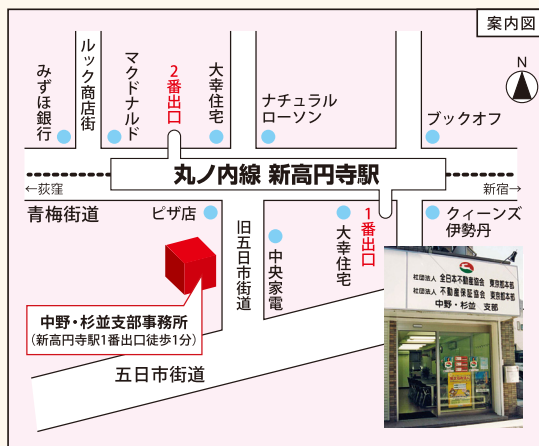 案内図
N
みずほ銀行
ルック商店街
マクドナルド
2番出口
大幸住宅
ナチュラル
ローソン
ブックオフ
丸ノ内線 新高円寺駅
←荻窪
新宿→
青梅街道
ピザ店
旧五日市街道
中央家電
大幸住宅
1番出口
クィーンズ
伊勢丹
中野・杉並支部事務所
（新高円寺駅1番出口徒歩1分）
五日市街道
社団法人 全日本不動産協会 東京都本部
社団法人 不動産保証協会 東京都本部
中野・杉並 支部